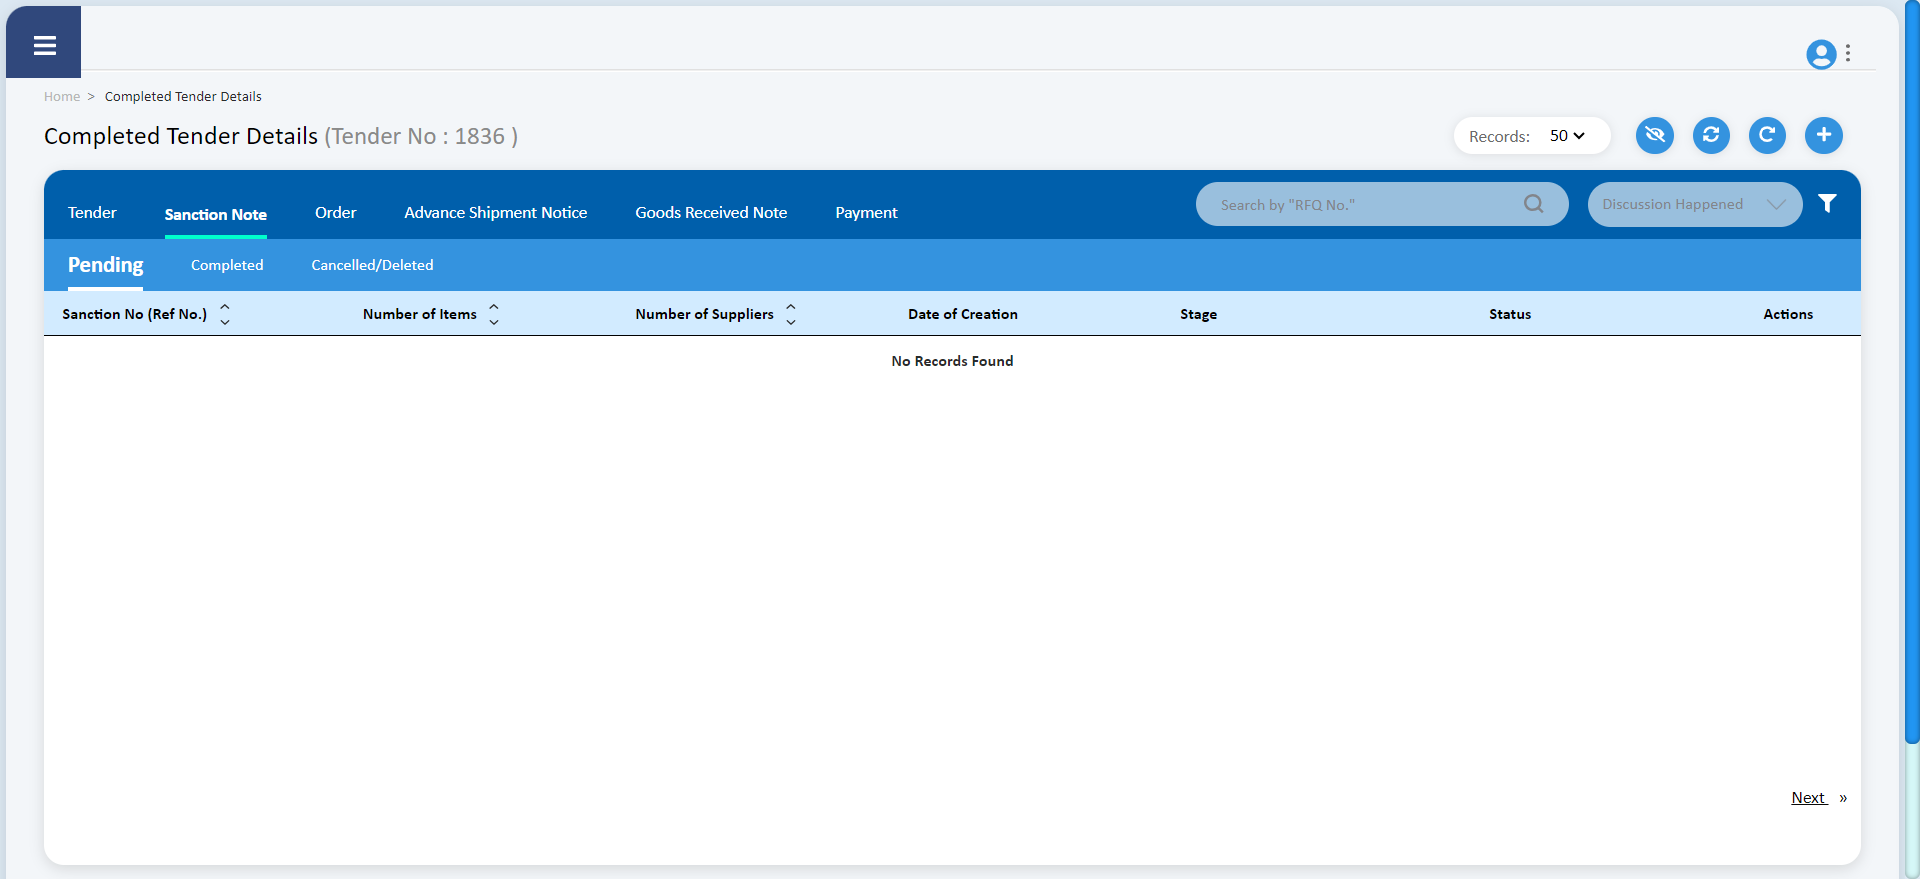 Home > Completed Tender Details
Completed Tender Details (Tender No : 1836 )
Records: 50
Tender Sanction Note Order Advance Shipment Notice Goods Received Note Payment Search by "RFQ No." Discussion Happened
Pending Completed Cancelled/Deleted
Sanction No (Ref No.) Number of Items Number of Suppliers Date of Creation Stage Status Actions
No Records Found
Next »